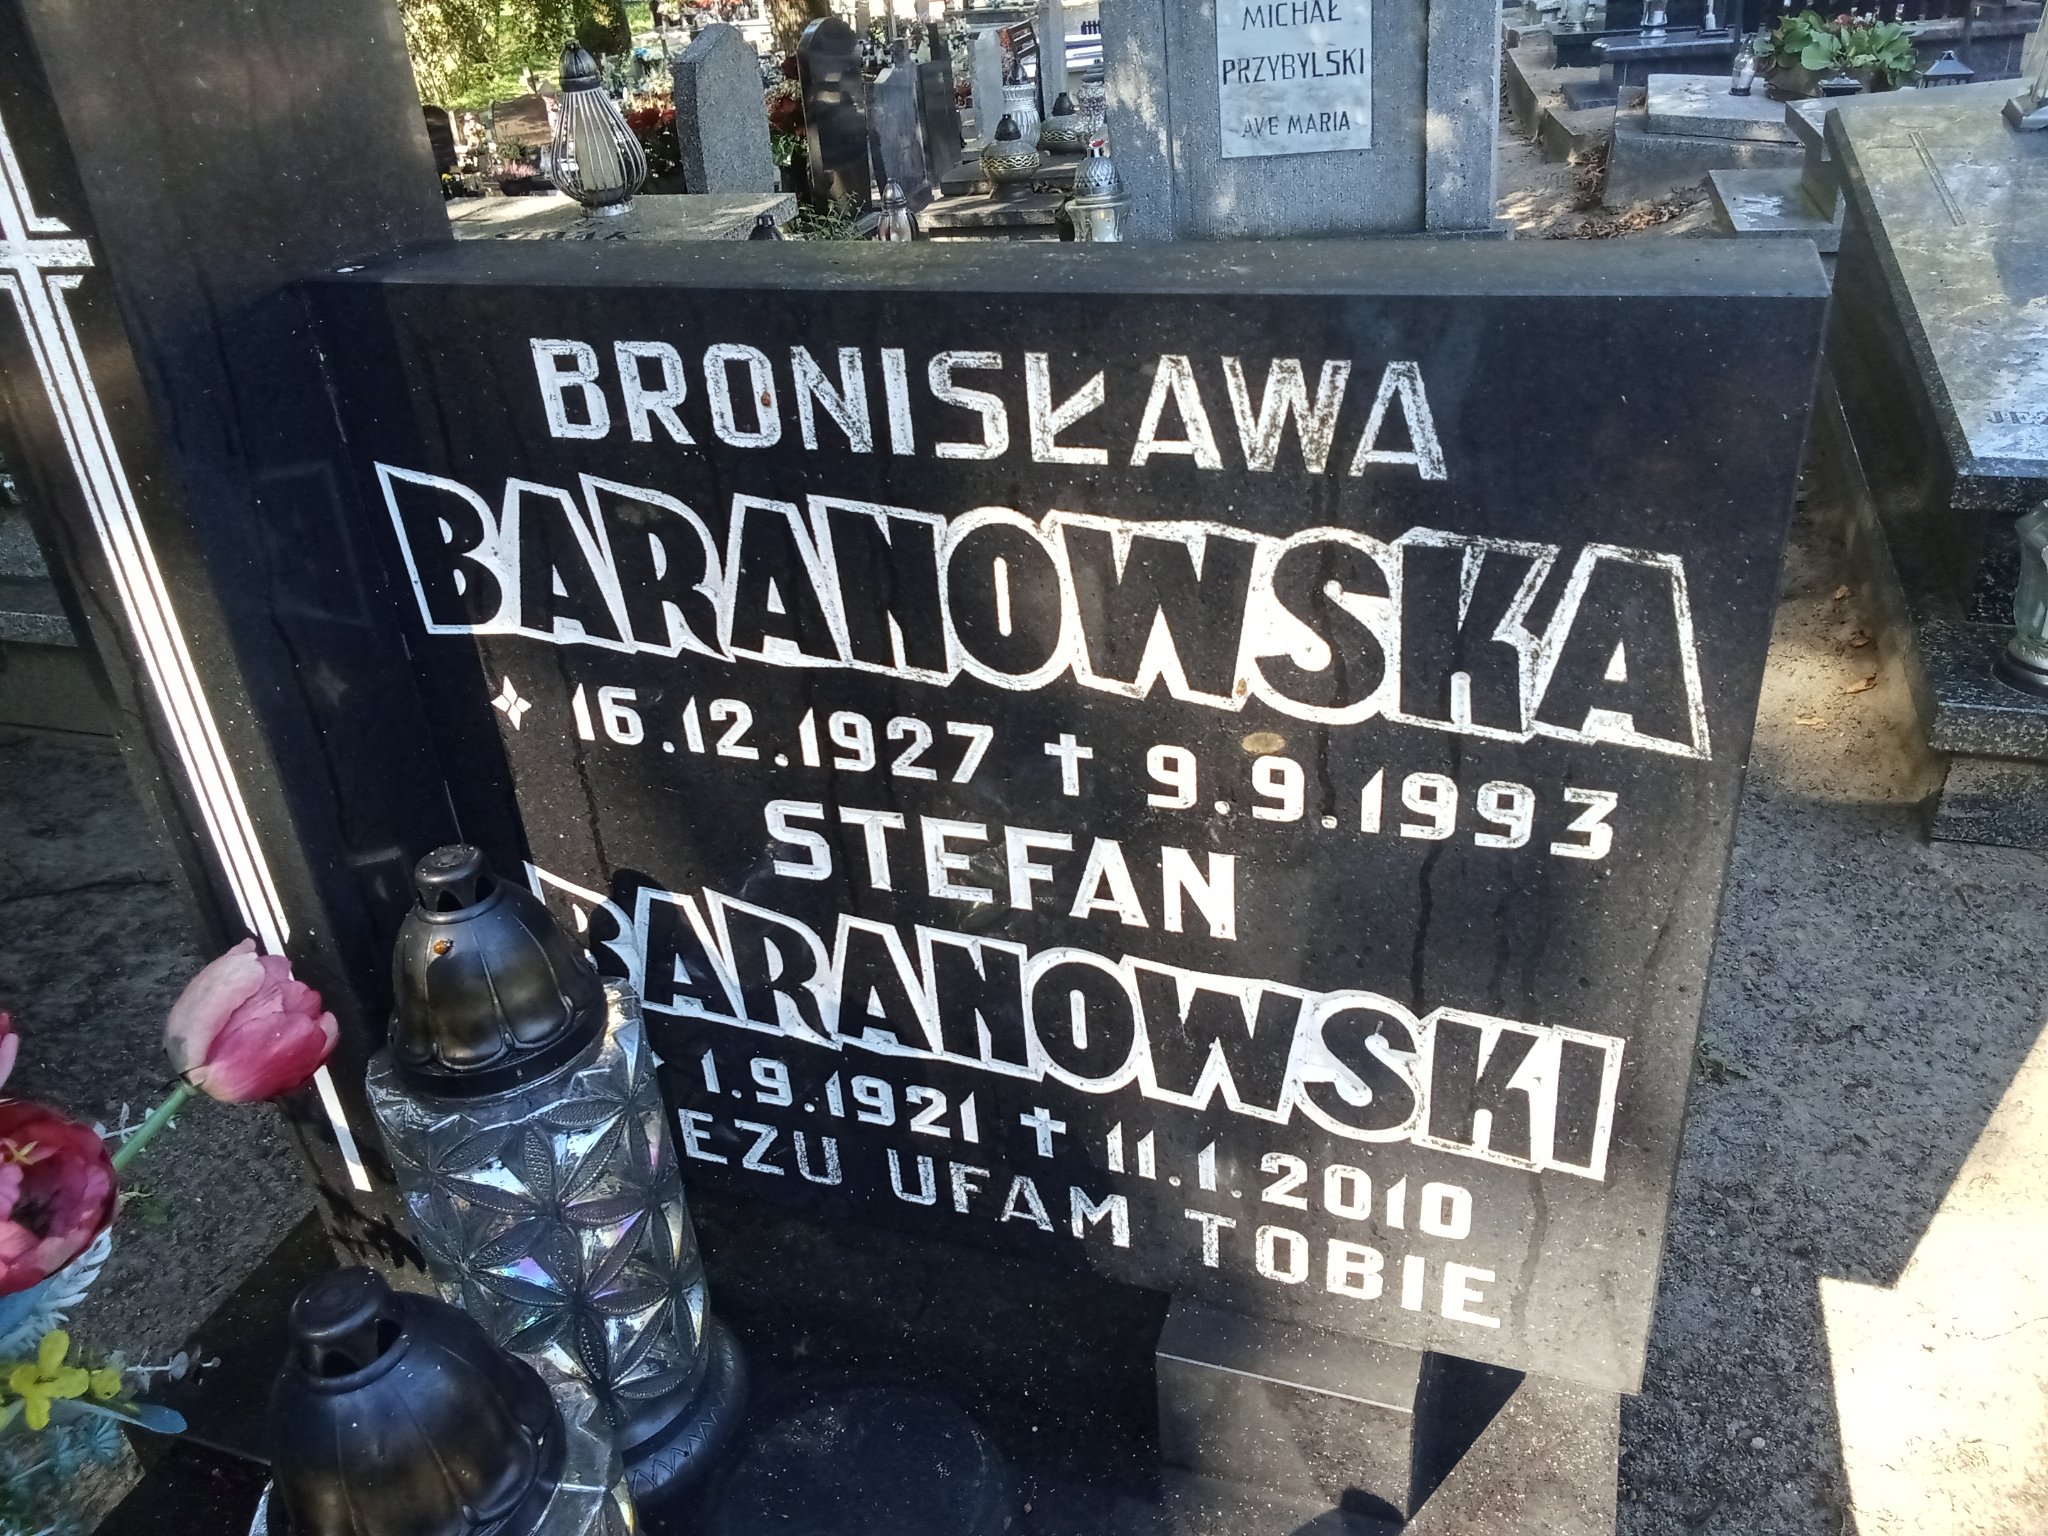 MICHAŁ
PRZYBYLSKI
AVE MARIA
BRONISŁAWA
BARANOWSKA
16.12.1927 † 9.9.1993
STEFAN
BARANOWSKI
1.9.1921 † 11.1.2010
EZU UFAM TOBIE